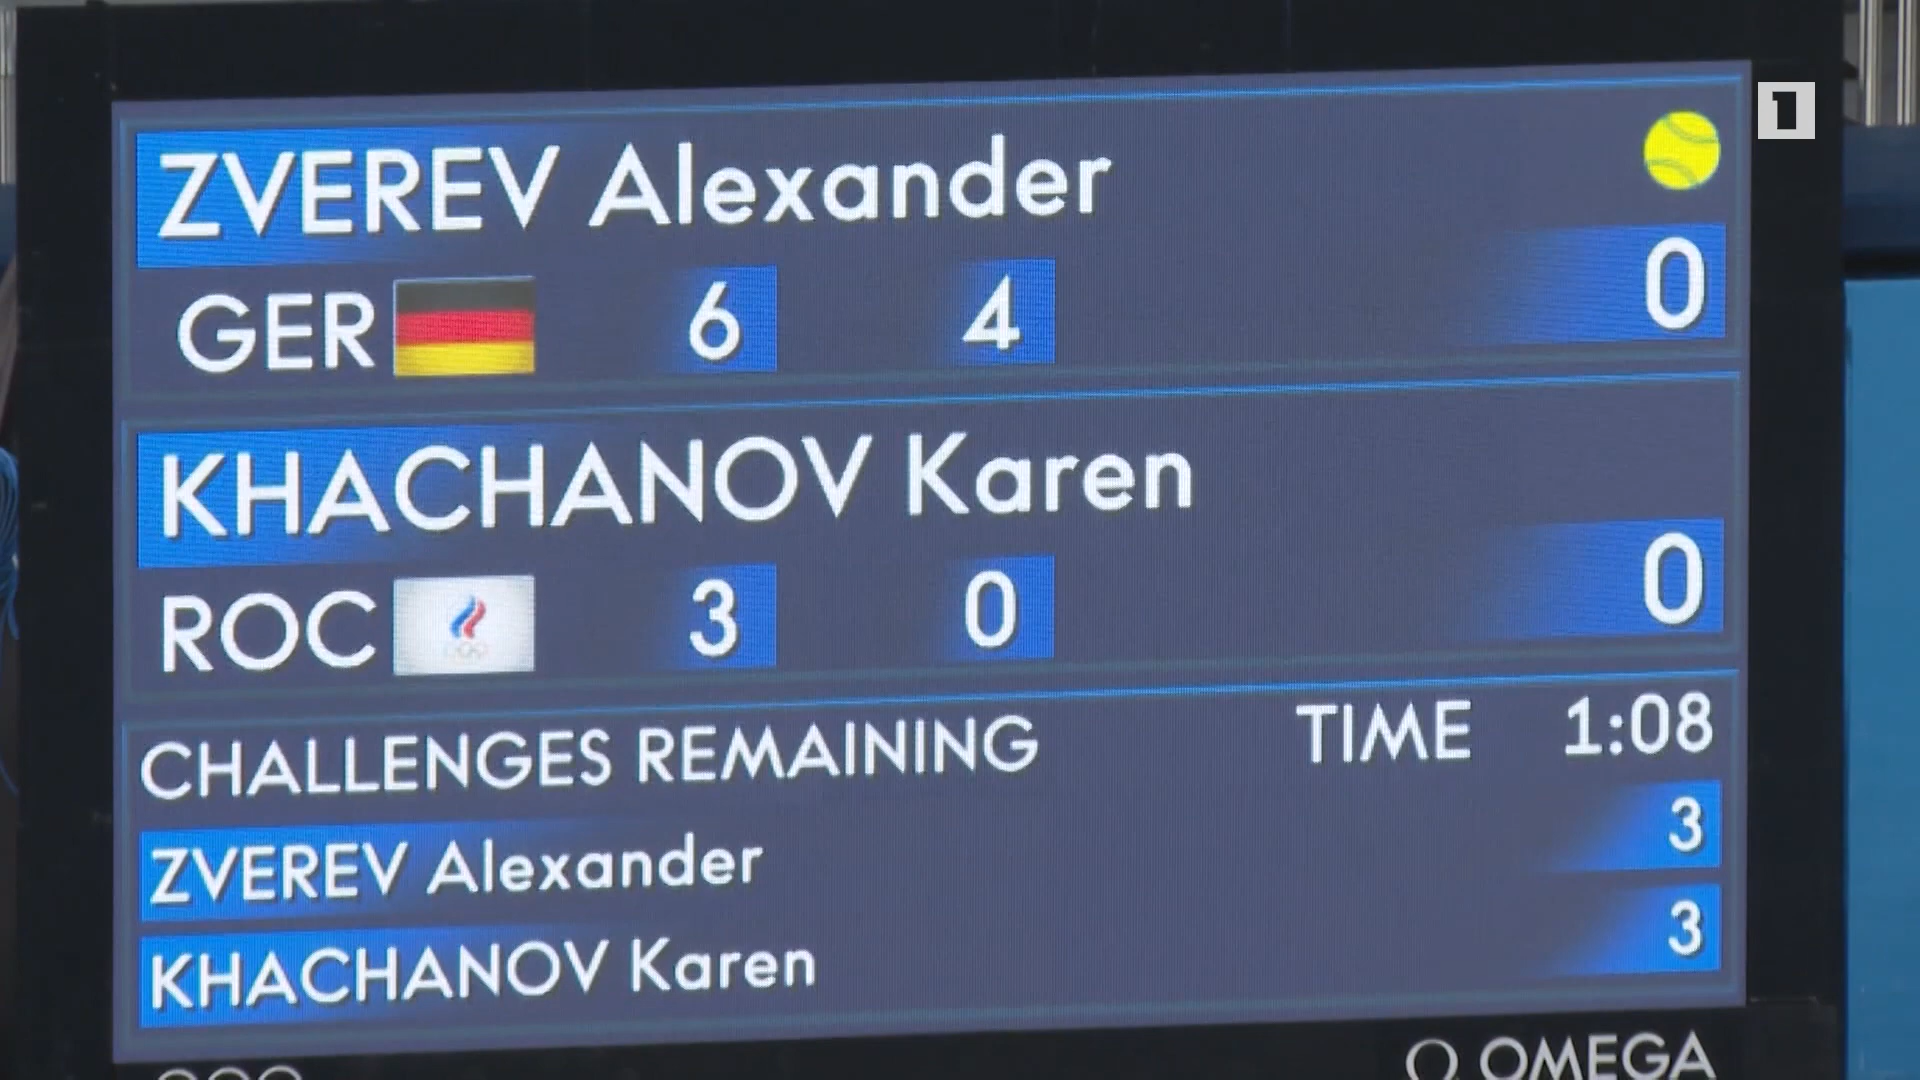 1
ZVEREV Alexander
GER 6 4 0
KHACHANOV Karen
ROC 3 0 0
CHALLENGES REMAINING TIME 1:08
ZVEREV Alexander 3
KHACHANOV Karen 3
OMEGA